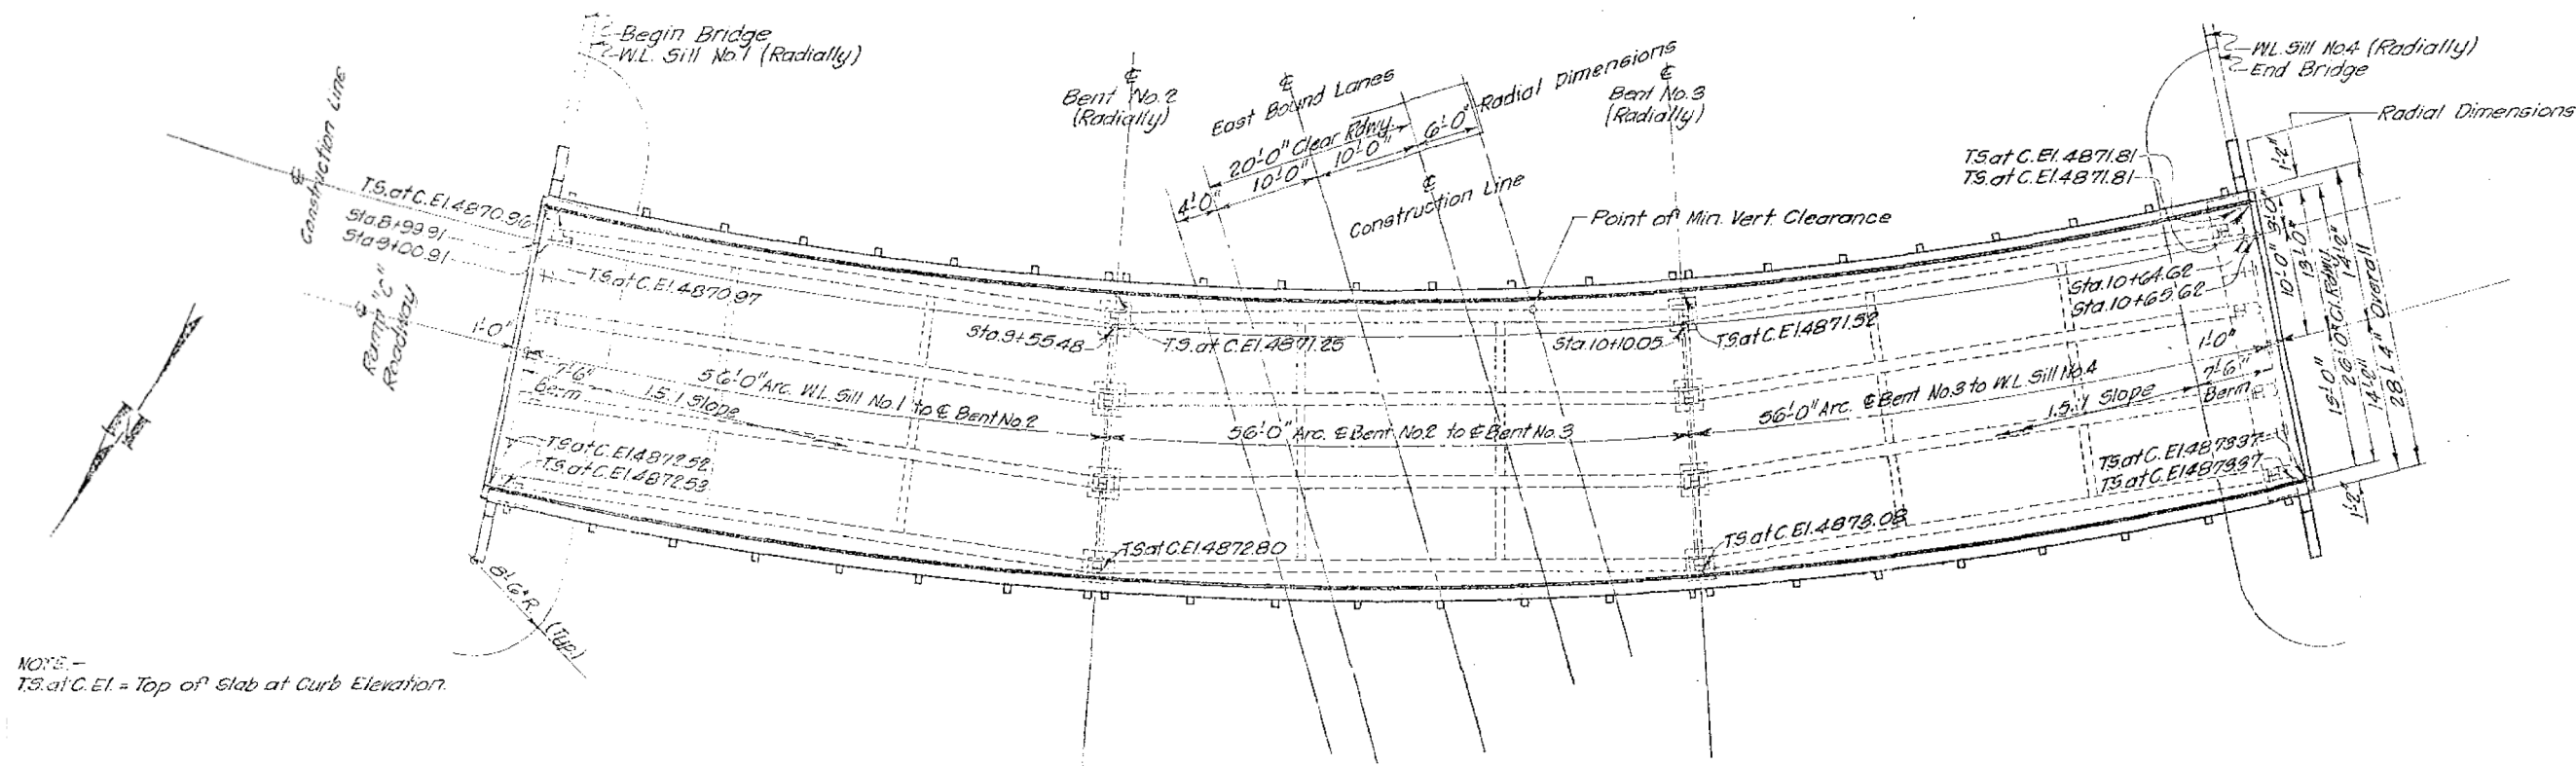 Begin Bridge
W.L. Sill No.1 (Radially)
℄
Construction Line
T.S. at C. El. 4870.96
Sta. 8+99.91
Sta. 9+00.91
T.S. at C. El. 4870.97
℄
Ramp "C"
Roadway
1'-0"
7'-6"
Berm
1.5:1 Slope
56'-0" Arc. W.L. Sill No.1 to ℄ Bent No.2
T.S. at C. El. 4872.52
T.S. at C. El. 4872.53
8'-6" R.
(Typ.)
℄
Bent No.2
(Radially)
℄
East Bound Lanes
20'-0" Clear Rdwy.
4'-0"
10'-0"
10'-0"
6'-0"
Radial Dimensions
℄
Construction Line
℄
Bent No.3
(Radially)
Point of Min. Vert. Clearance
Sta. 9+55.48
T.S. at C. El. 4871.25
Sta. 10+10.05
T.S. at C. El. 4871.52
56'-0" Arc. ℄ Bent No.2 to ℄ Bent No.3
T.S. at C. El. 4872.80
T.S. at C. El. 4873.08
W.L. Sill No.4 (Radially)
End Bridge
Radial Dimensions
T.S. at C. El. 4871.81
T.S. at C. El. 4871.81
Sta. 10+64.62
Sta. 10+65.62
1'-0"
7'-6"
Berm
1.5:1 Slope
56'-0" Arc. ℄ Bent No.3 to W.L. Sill No.4
T.S. at C. El. 4873.37
T.S. at C. El. 4873.37
1'-2"
3'-0"
10'-0"
13'-0"
13'-0"
26'-0" Cl. Rdwy.
14'-2"
14'-2"
28'-4" Overall
1'-2"
NOTE:-
T.S. at C. El. = Top of Slab at Curb Elevation.